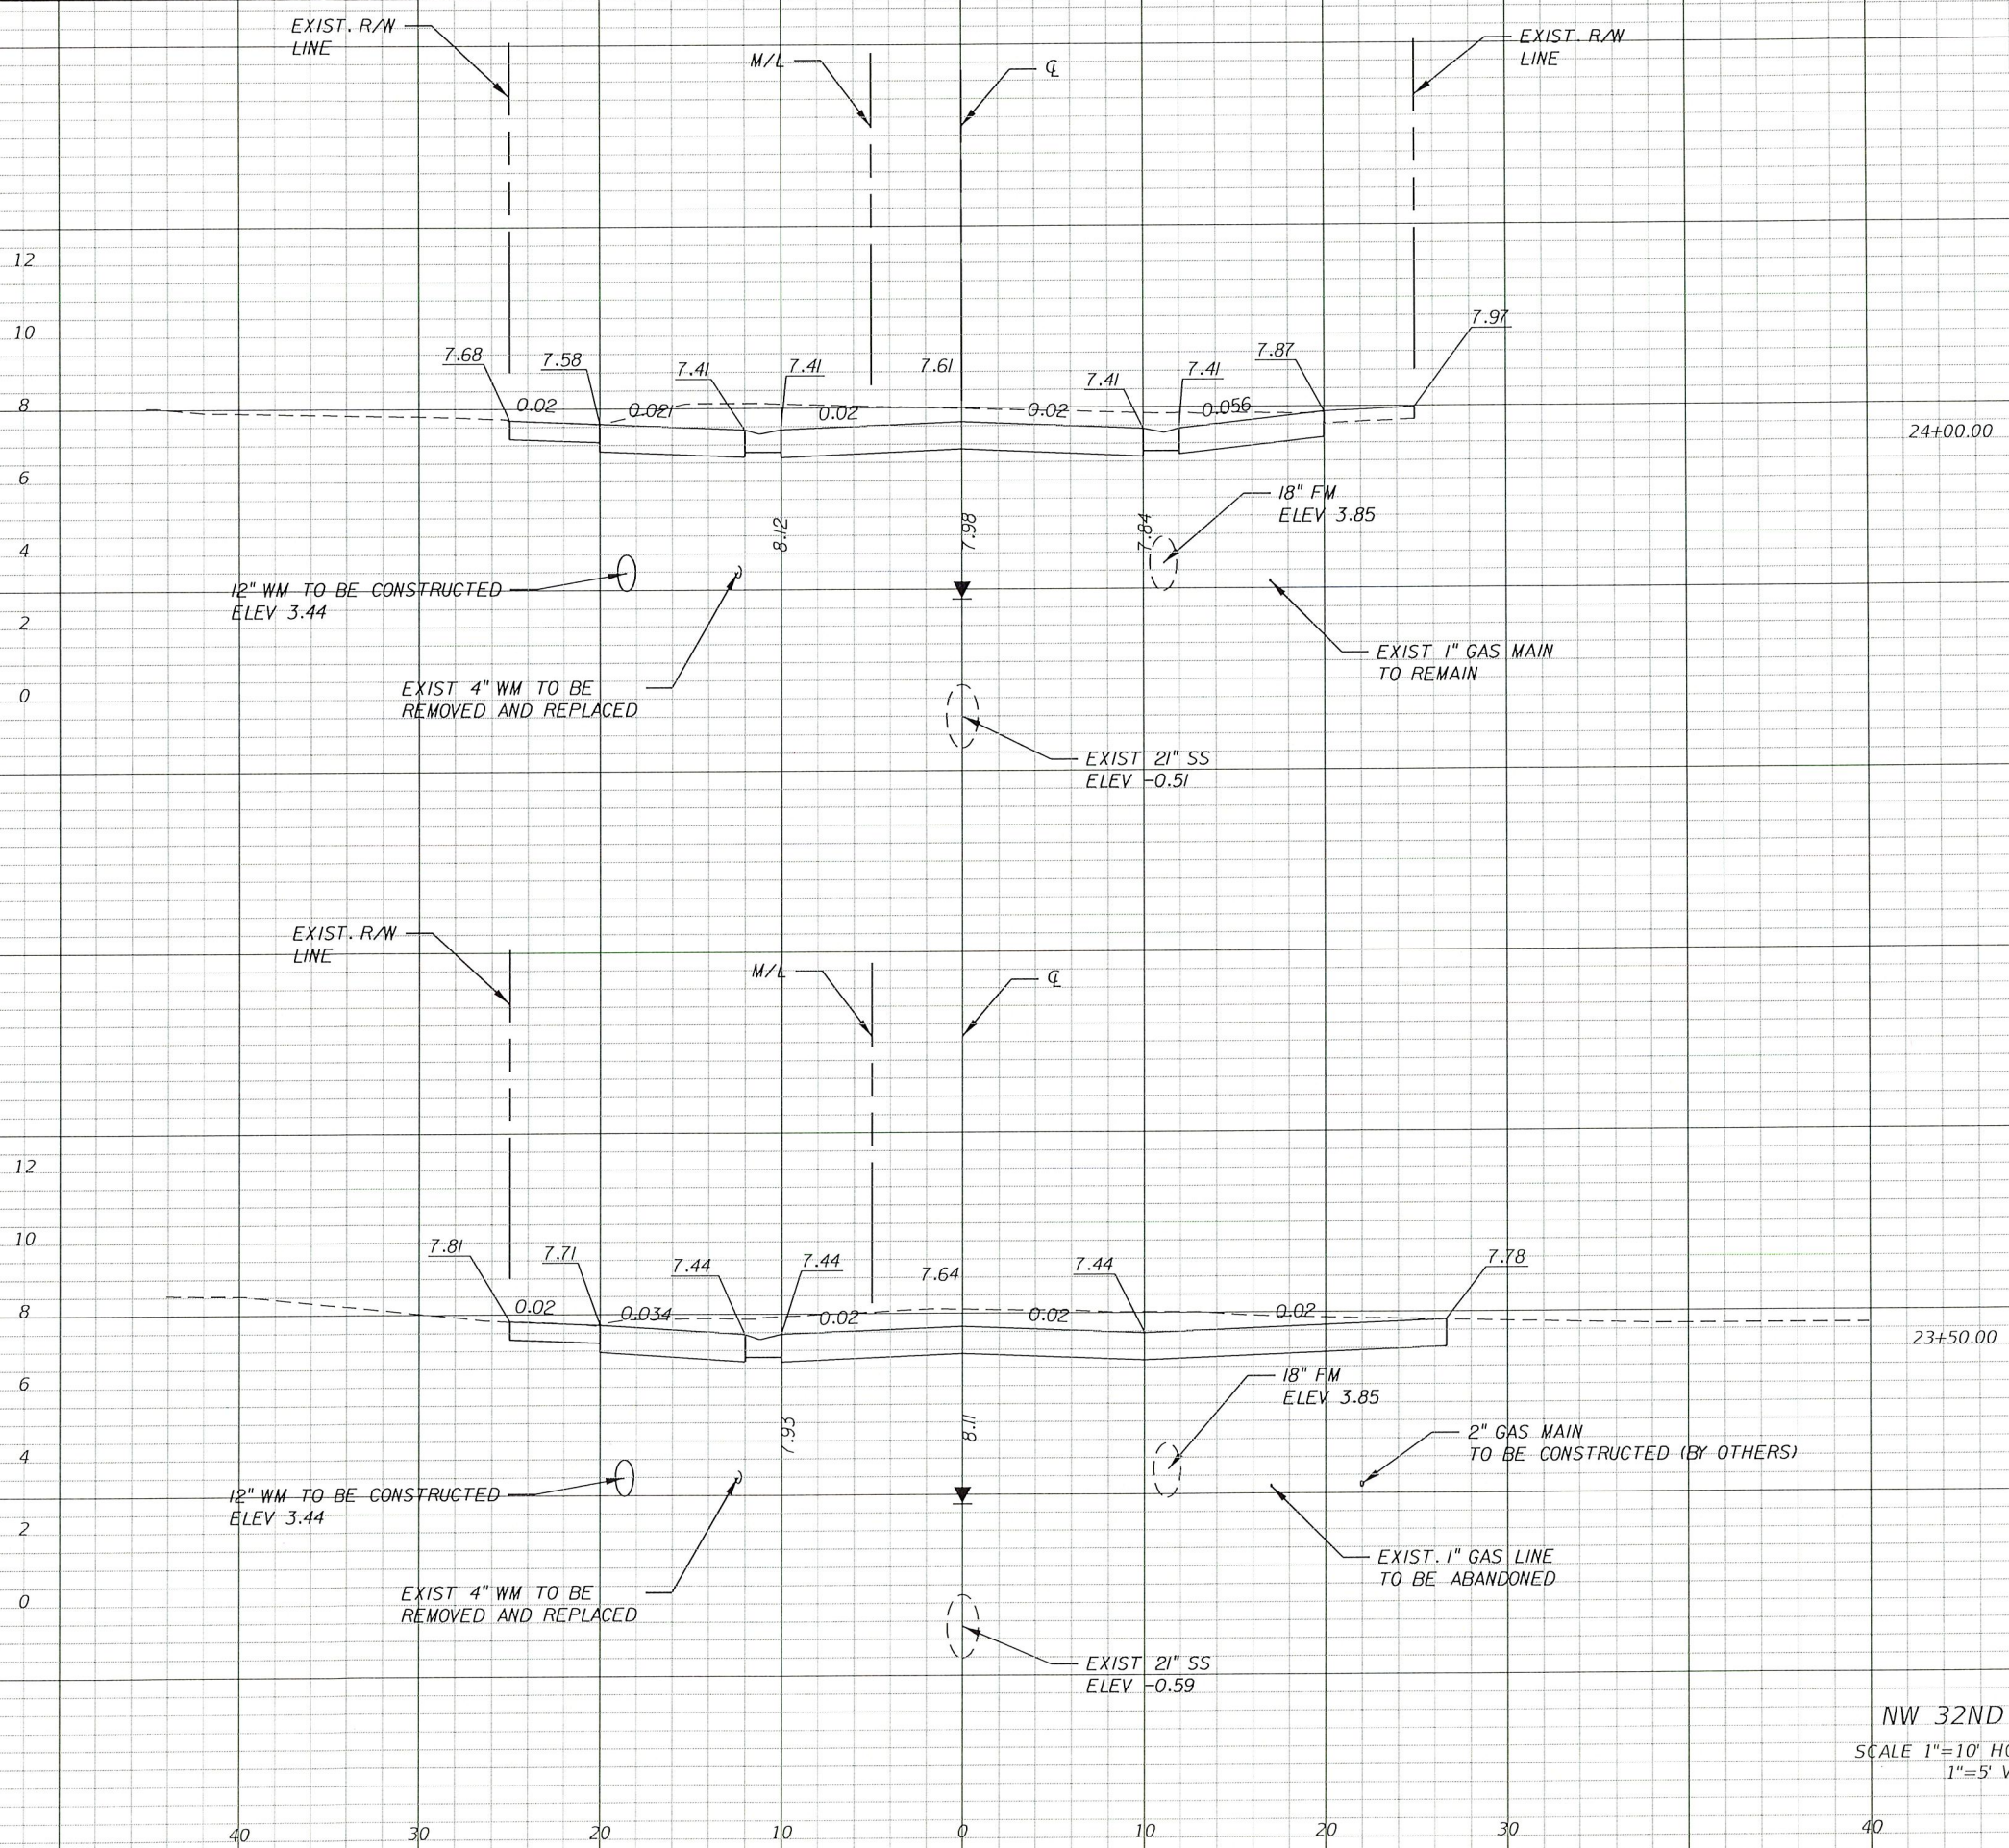 EXIST. R/W
LINE
M/L
℄
EXIST. R/W
LINE
12
10
8
6
4
2
0
7.68
7.58
7.41
7.41
7.61
7.41
7.41
7.87
7.97
0.02
0.021
0.02
0.02
0.056
24+00.00
8.12
7.98
7.84
18" FM
ELEV 3.85
12" WM TO BE CONSTRUCTED
ELEV 3.44
EXIST 1" GAS MAIN
TO REMAIN
EXIST 4" WM TO BE
REMOVED AND REPLACED
EXIST 21" SS
ELEV -0.51
EXIST. R/W
LINE
M/L
℄
12
10
8
6
4
2
0
7.81
7.71
7.44
7.44
7.64
7.44
7.78
0.02
0.034
0.02
0.02
0.02
23+50.00
7.93
8.11
18" FM
ELEV 3.85
2" GAS MAIN
TO BE CONSTRUCTED (BY OTHERS)
12" WM TO BE CONSTRUCTED
ELEV 3.44
EXIST. 1" GAS LINE
TO BE ABANDONED
EXIST 4" WM TO BE
REMOVED AND REPLACED
EXIST 21" SS
ELEV -0.59
NW 32ND
SCALE 1"=10' HO
1"=5' V
40 30 20 10 0 10 20 30 40